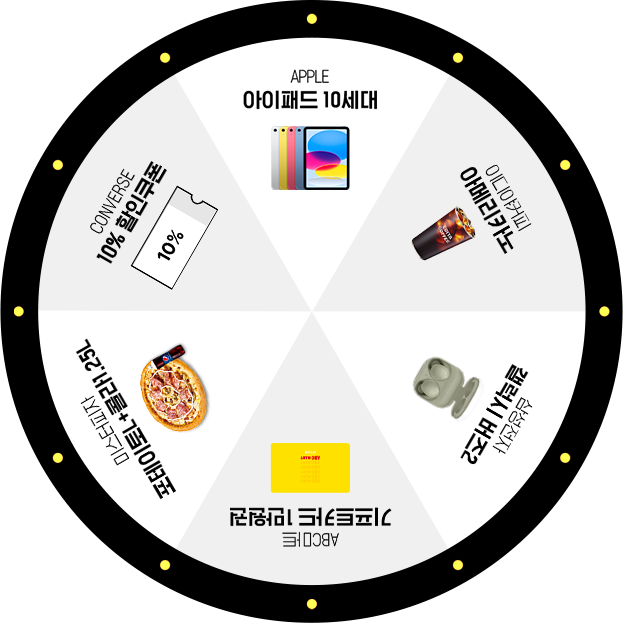 APPLE
아이패드 10세대
이디야커피
아메리카노
삼성전자
갤럭시 버즈2
ABC마트
기프트카드 1만원권
ABC MART
미스터피자
포테이토L+콜라1.25L
CONVERSE
10% 할인쿠폰
10%